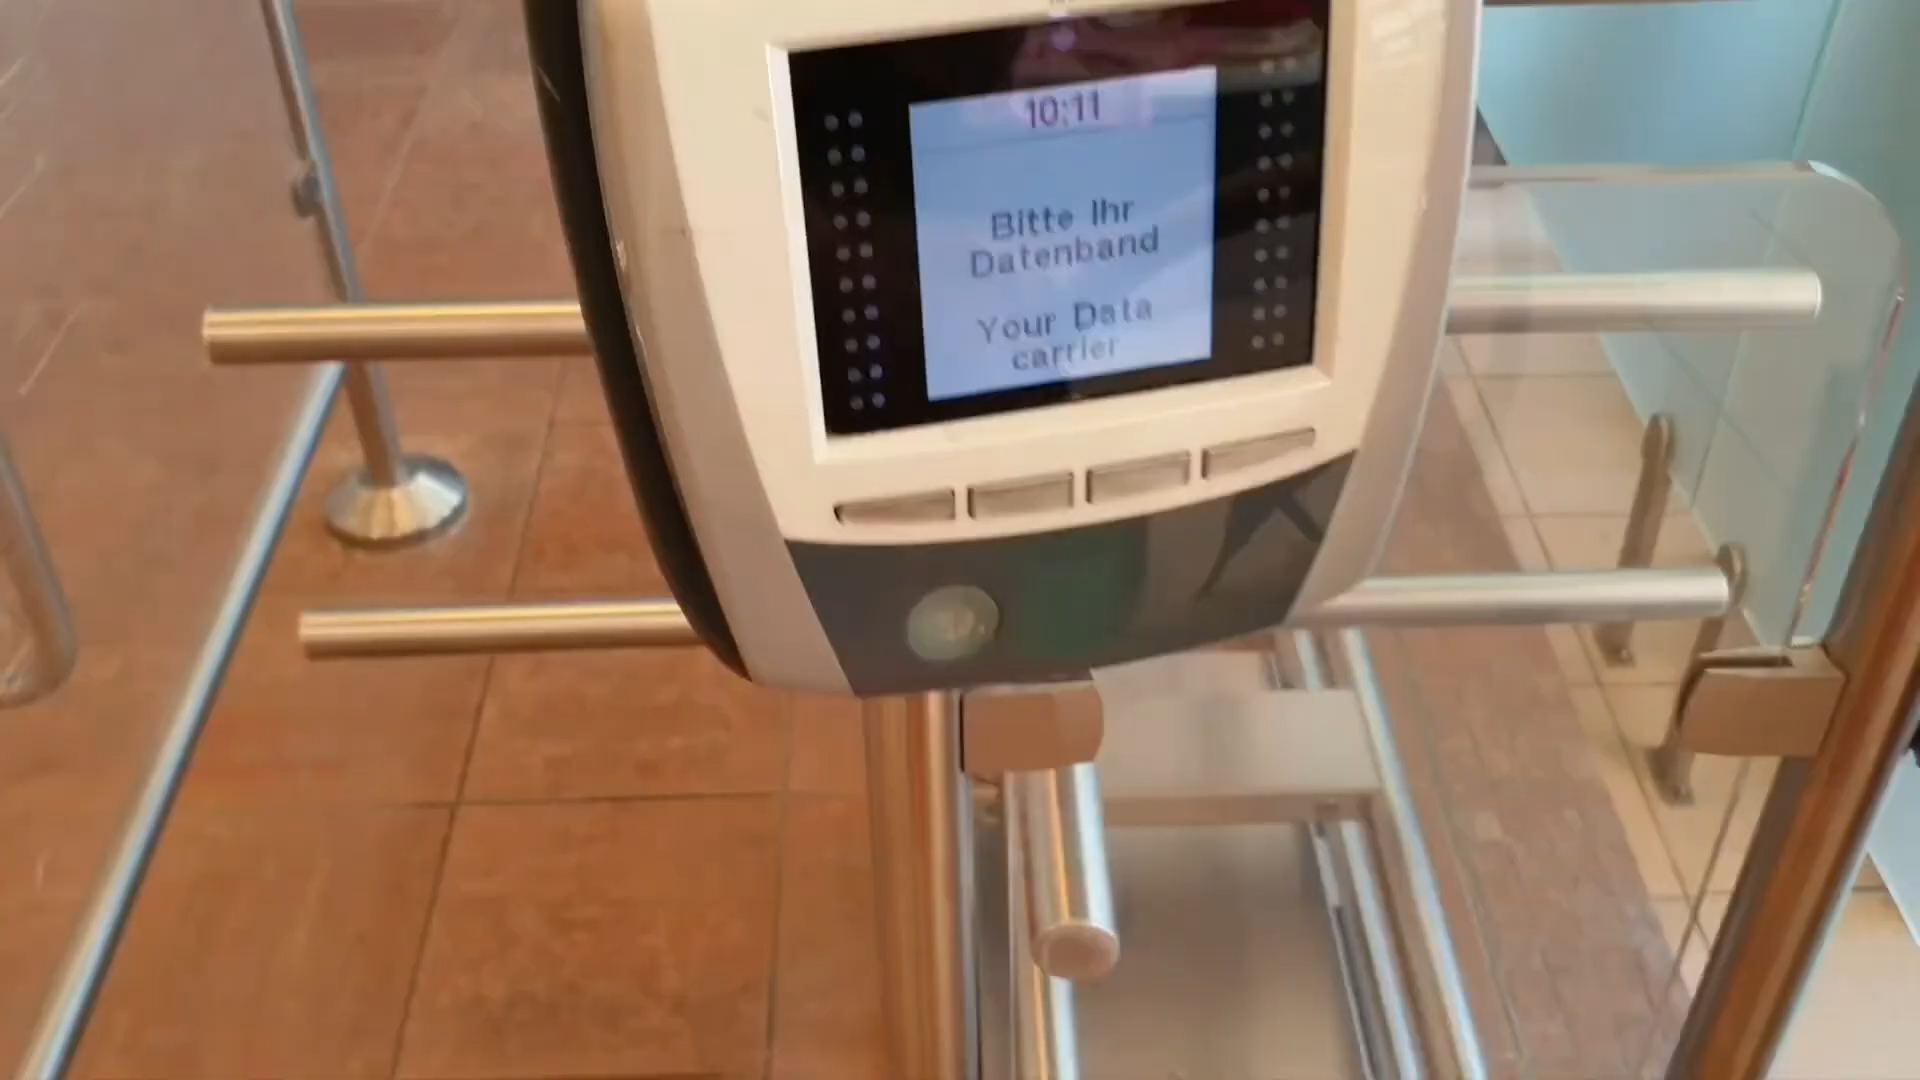 10:11
Bitte Ihr
Datenband
Your Data
carrier